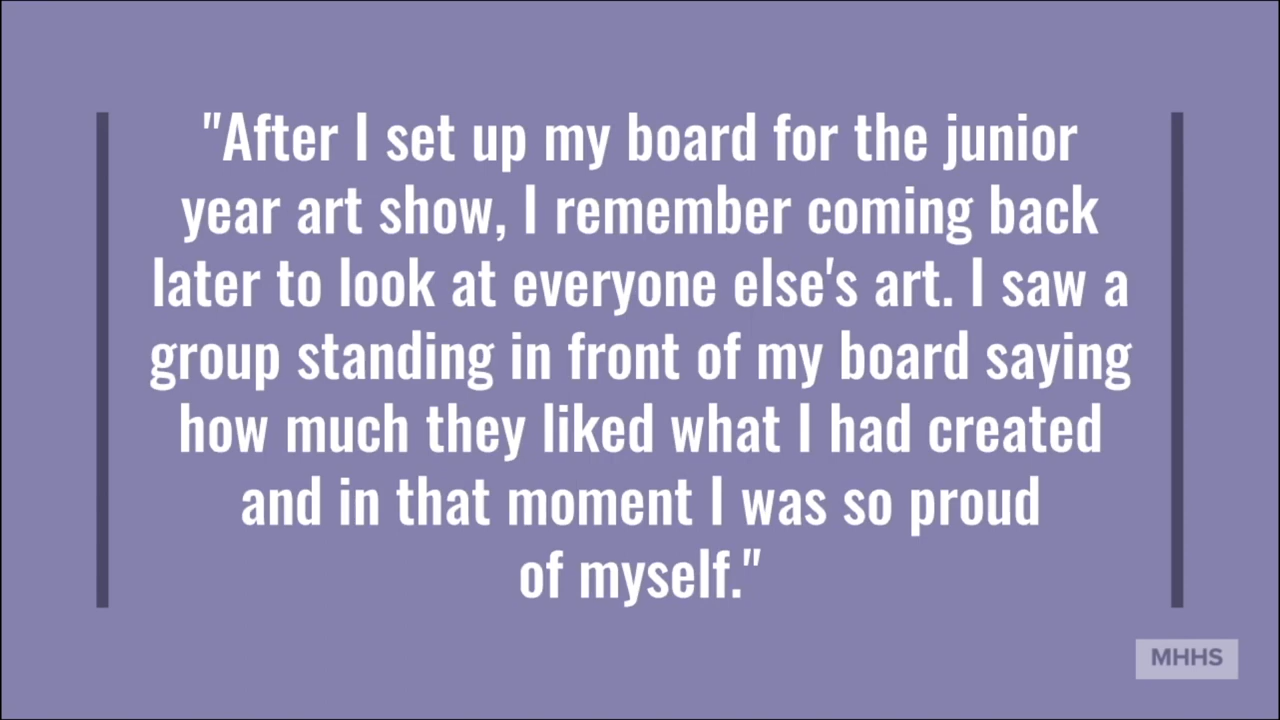 "After I set up my board for the junior
year art show, I remember coming back
later to look at everyone else's art. I saw a
group standing in front of my board saying
how much they liked what I had created
and in that moment I was so proud
of myself."
MHHS